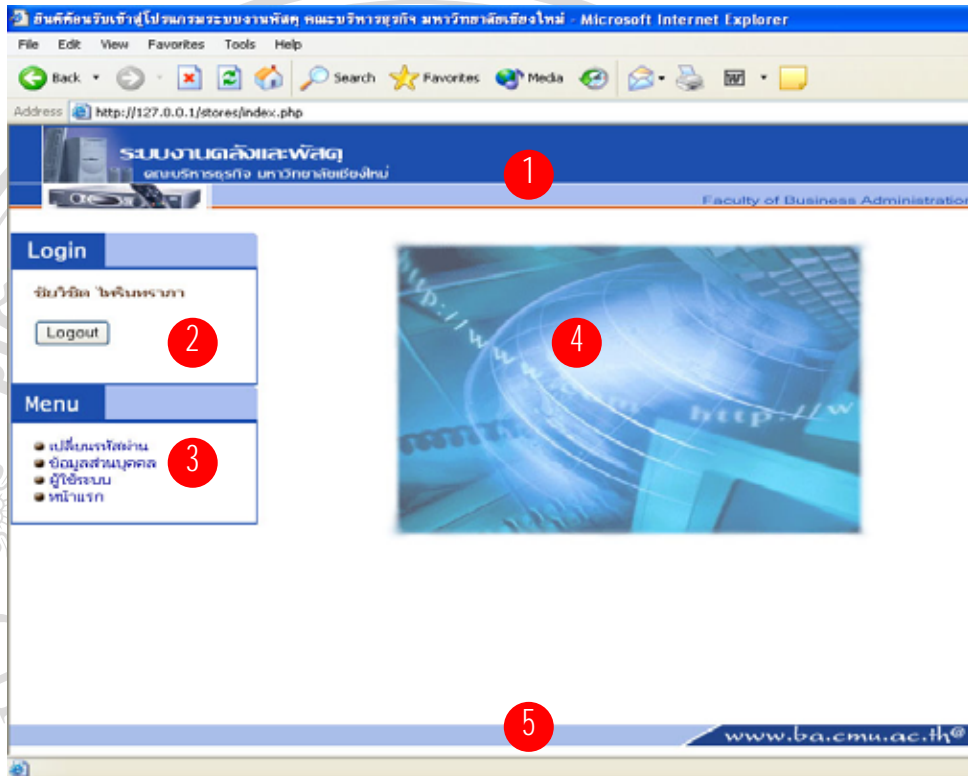 ยินดีต้อนรับเข้าสู่โปรแกรมระบบงานพัสดุ คณะบริหารธุรกิจ มหาวิทยาลัยเชียงใหม่ - Microsoft Internet Explorer
File Edit View Favorites Tools Help
Back Search Favorites Media
Address http://127.0.0.1/stores/index.php
ระบบงานคลังและพัสดุ
คณะบริหารธุรกิจ มหาวิทยาลัยเชียงใหม่
1
Faculty of Business Administration
Login
Logout
2
4
http://www.
http://w
Menu
เปลี่ยนรหัสผ่าน
ข้อมูลส่วนบุคคล
3
ผู้ใช้ระบบ
หน้าแรก
5
www.ba.cmu.ac.th@